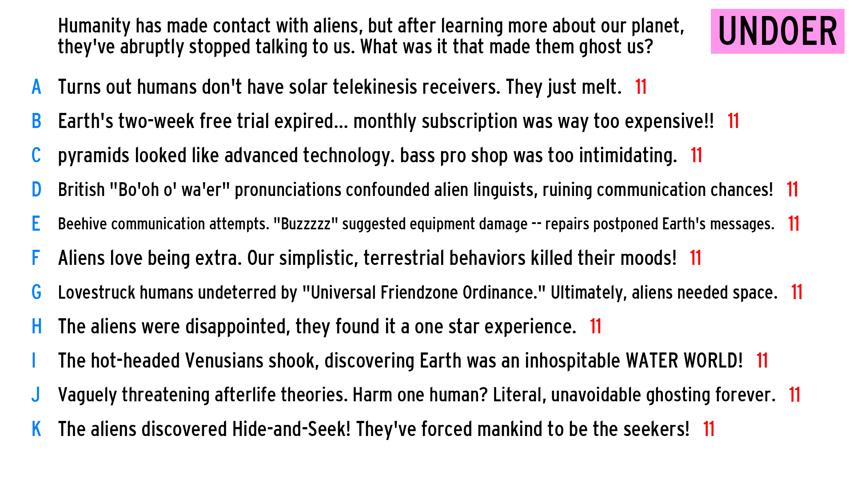 Humanity has made contact with aliens, but after learning more about our planet,
they've abruptly stopped talking to us. What was it that made them ghost us?
UNDOER
A Turns out humans don't have solar telekinesis receivers. They just melt. 11
B Earth's two-week free trial expired... monthly subscription was way too expensive!! 11
C pyramids looked like advanced technology. bass pro shop was too intimidating. 11
D British "Bo'oh o' wa'er" pronunciations confounded alien linguists, ruining communication chances! 11
E Beehive communication attempts. "Buzzzzz" suggested equipment damage -- repairs postponed Earth's messages. 11
F Aliens love being extra. Our simplistic, terrestrial behaviors killed their moods! 11
G Lovestruck humans undeterred by "Universal Friendzone Ordinance." Ultimately, aliens needed space. 11
H The aliens were disappointed, they found it a one star experience. 11
I The hot-headed Venusians shook, discovering Earth was an inhospitable WATER WORLD! 11
J Vaguely threatening afterlife theories. Harm one human? Literal, unavoidable ghosting forever. 11
K The aliens discovered Hide-and-Seek! They've forced mankind to be the seekers! 11